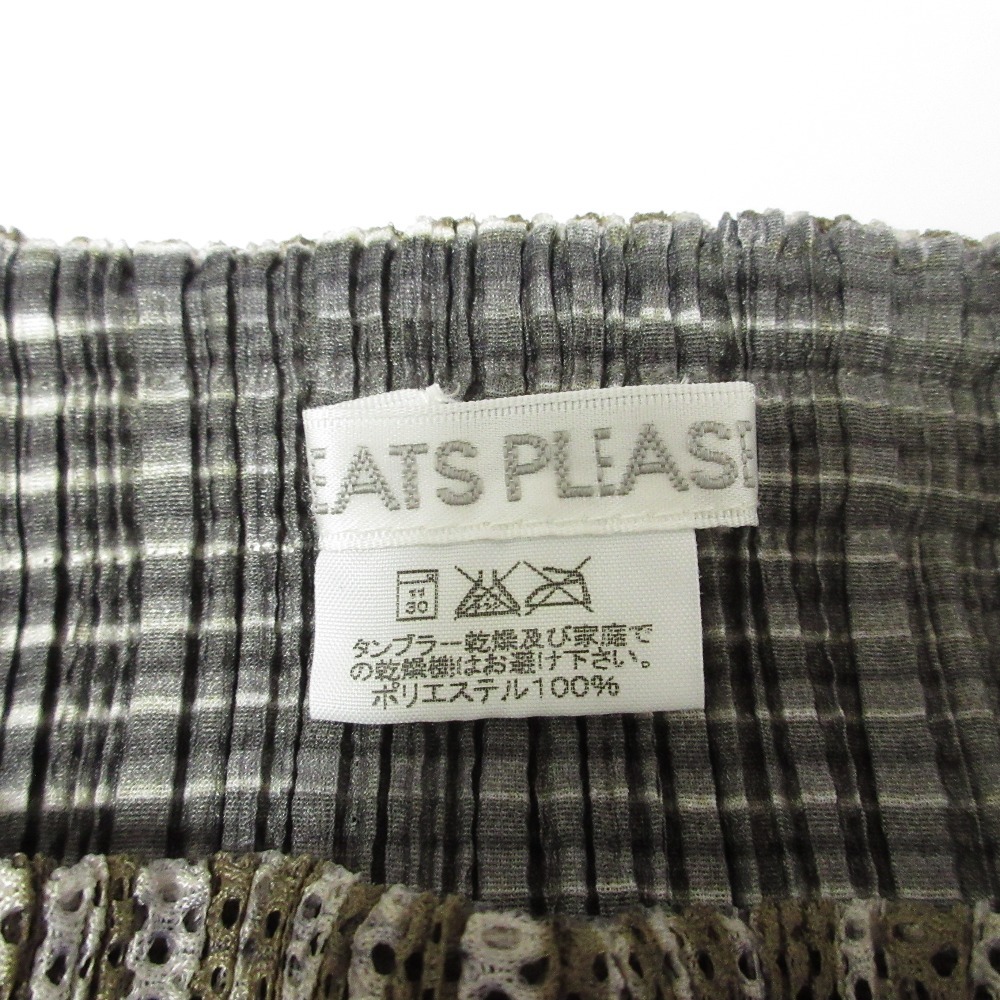 EATS PLEASE
11
30
タンブラー乾燥及び家庭で
の乾燥機はお避け下さい。
ポリエステル100%